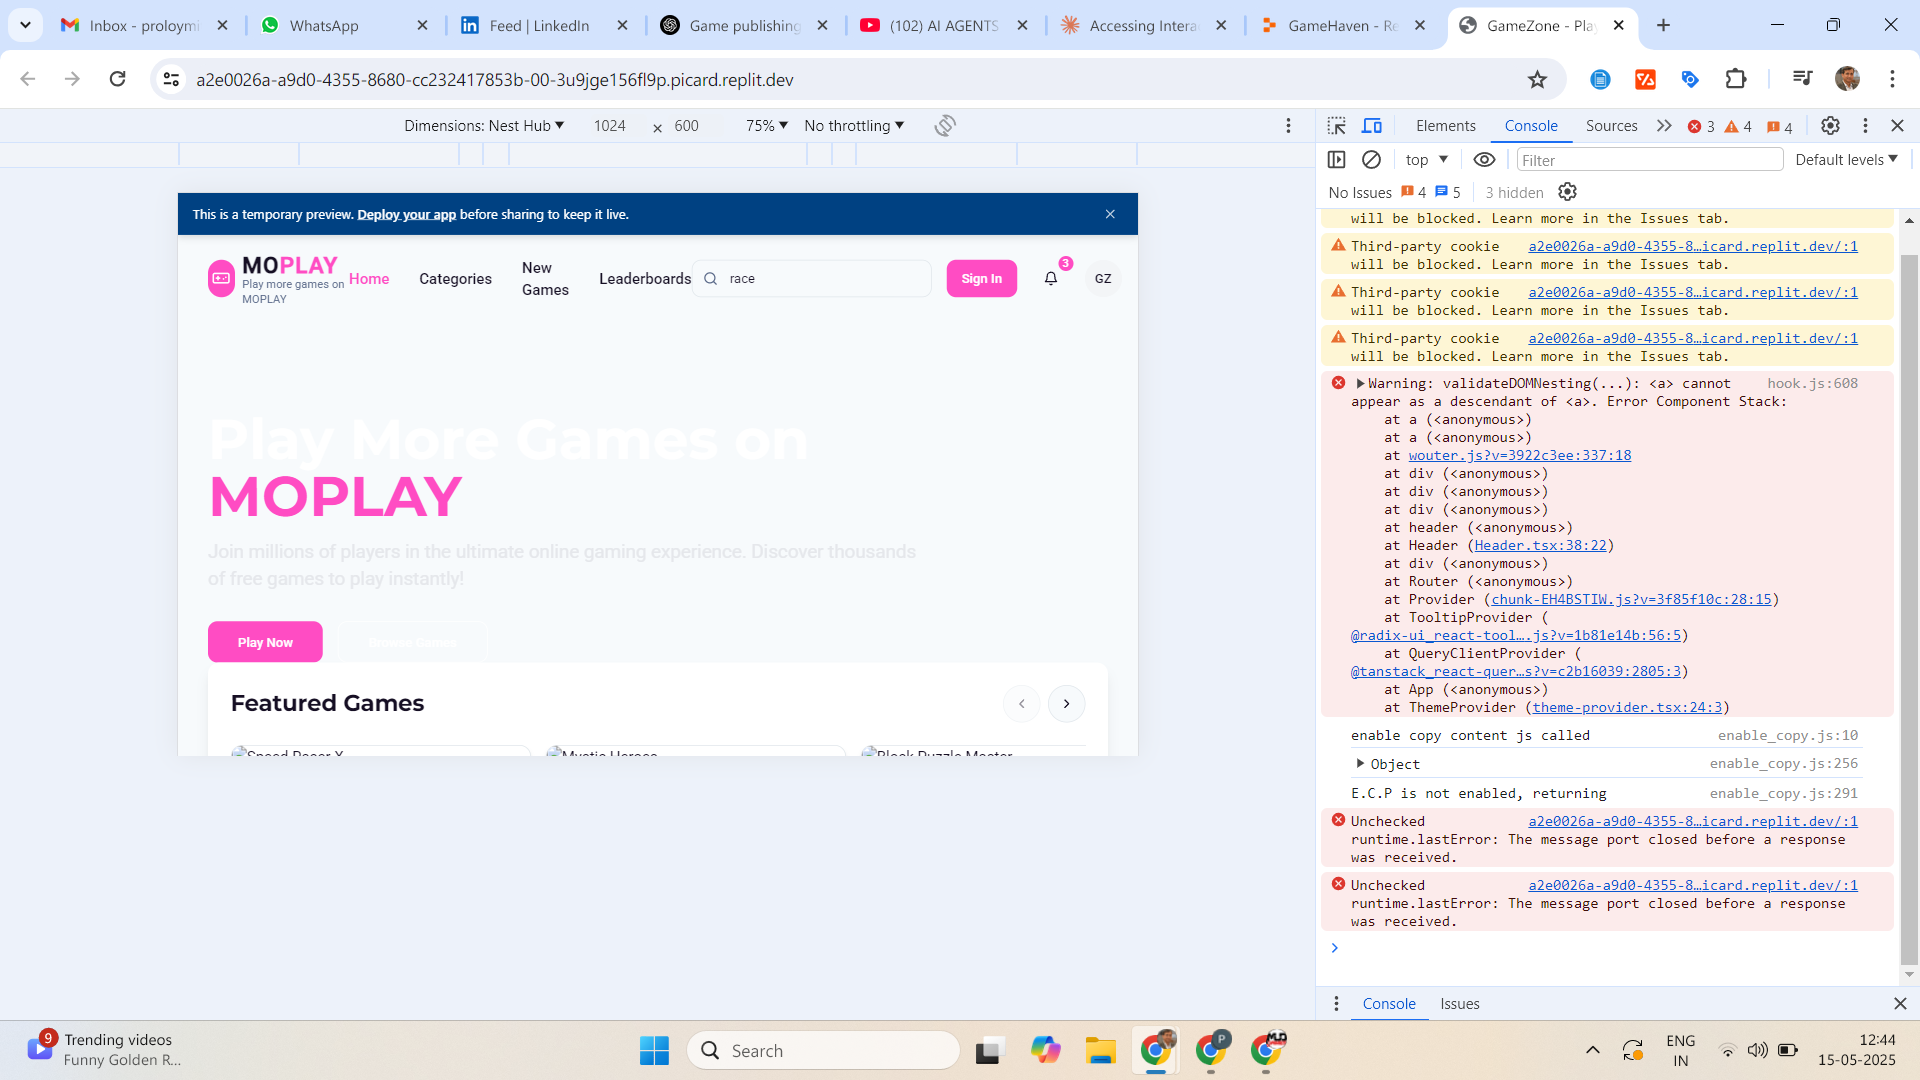 Inbox - proloymi
WhatsApp
Feed | LinkedIn
Game publishing
(102) AI AGENTS
Accessing Intera
GameHaven - Re
GameZone - Play
a2e0026a-a9d0-4355-8680-cc232417853b-00-3u9jge156fl9p.picard.replit.dev
Dimensions: Nest Hub
1024
×
600
75%
No throttling
Elements
Console
Sources
3
4
4
top
Filter
Default levels
No Issues
4
5
3 hidden
This is a temporary preview. Deploy your app before sharing to keep it live.
MOPLAY
Play more games on
MOPLAY
Home
Categories
New
Games
Leaderboards
race
Sign In
3
GZ
Play More Games on
MOPLAY
Join millions of players in the ultimate online gaming experience. Discover thousands
of free games to play instantly!
Play Now
Browse Games
Featured Games
Speed Racer X
Mystic Heroes
Block Puzzle Master
will be blocked. Learn more in the Issues tab.
Third-party cookie a2e0026a-a9d0-4355-8…icard.replit.dev/:1
will be blocked. Learn more in the Issues tab.
Third-party cookie a2e0026a-a9d0-4355-8…icard.replit.dev/:1
will be blocked. Learn more in the Issues tab.
Third-party cookie a2e0026a-a9d0-4355-8…icard.replit.dev/:1
will be blocked. Learn more in the Issues tab.
Warning: validateDOMNesting(...): <a> cannot hook.js:608
appear as a descendant of <a>. Error Component Stack:
at a (<anonymous>)
at a (<anonymous>)
at wouter.js?v=3922c3ee:337:18
at div (<anonymous>)
at div (<anonymous>)
at div (<anonymous>)
at header (<anonymous>)
at Header (Header.tsx:38:22)
at div (<anonymous>)
at Router (<anonymous>)
at Provider (chunk-EH4BSTIW.js?v=3f85f10c:28:15)
at TooltipProvider (
@radix-ui_react-tool….js?v=1b81e14b:56:5)
at QueryClientProvider (
@tanstack_react-quer…s?v=c2b16039:2805:3)
at App (<anonymous>)
at ThemeProvider (theme-provider.tsx:24:3)
enable copy content js called enable_copy.js:10
Object enable_copy.js:256
E.C.P is not enabled, returning enable_copy.js:291
Unchecked a2e0026a-a9d0-4355-8…icard.replit.dev/:1
runtime.lastError: The message port closed before a response
was received.
Unchecked a2e0026a-a9d0-4355-8…icard.replit.dev/:1
runtime.lastError: The message port closed before a response
was received.
Console
Issues
9
Trending videos
Funny Golden R...
Search
P
ENG
IN
12:44
15-05-2025